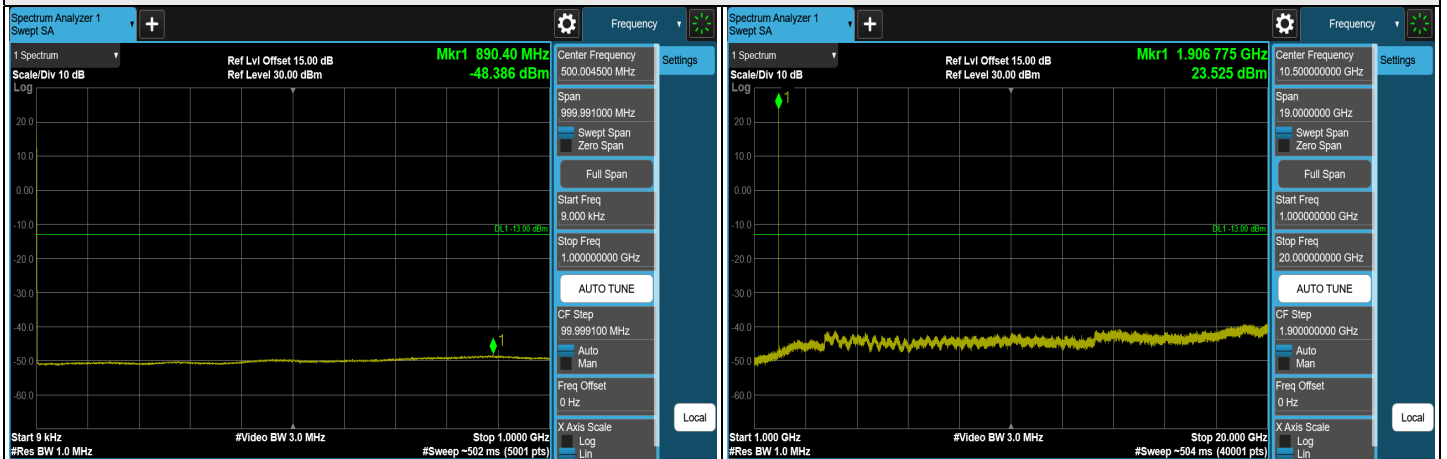 Spectrum Analyzer 1
Swept SA
+
Frequency
1 Spectrum
Scale/Div 10 dB
Log
Ref Lvl Offset 15.00 dB
Ref Level 30.00 dBm
Mkr1 890.40 MHz
-48.386 dBm
20.0
10.0
0.00
-10.0
-20.0
-30.0
-40.0
-50.0
-60.0
DL1 -13.00 dBm
1
Start 9 kHz
#Res BW 1.0 MHz
#Video BW 3.0 MHz
Stop 1.0000 GHz
#Sweep ~502 ms (5001 pts)
Center Frequency
500.004500 MHz
Span
999.991000 MHz
Swept Span
Zero Span
Full Span
Start Freq
9.000 kHz
Stop Freq
1.000000000 GHz
AUTO TUNE
CF Step
99.999100 MHz
Auto
Man
Freq Offset
0 Hz
X Axis Scale
Log
Lin
Settings
Local
Spectrum Analyzer 1
Swept SA
+
Frequency
1 Spectrum
Scale/Div 10 dB
Log
Ref Lvl Offset 15.00 dB
Ref Level 30.00 dBm
Mkr1 1.906 775 GHz
23.525 dBm
1
20.0
10.0
0.00
-10.0
-20.0
-30.0
-40.0
-50.0
-60.0
DL1 -13.00 dBm
Start 1.000 GHz
#Res BW 1.0 MHz
#Video BW 3.0 MHz
Stop 20.000 GHz
#Sweep ~504 ms (40001 pts)
Center Frequency
10.500000000 GHz
Span
19.0000000 GHz
Swept Span
Zero Span
Full Span
Start Freq
1.000000000 GHz
Stop Freq
20.000000000 GHz
AUTO TUNE
CF Step
1.900000000 GHz
Auto
Man
Freq Offset
0 Hz
X Axis Scale
Log
Lin
Settings
Local